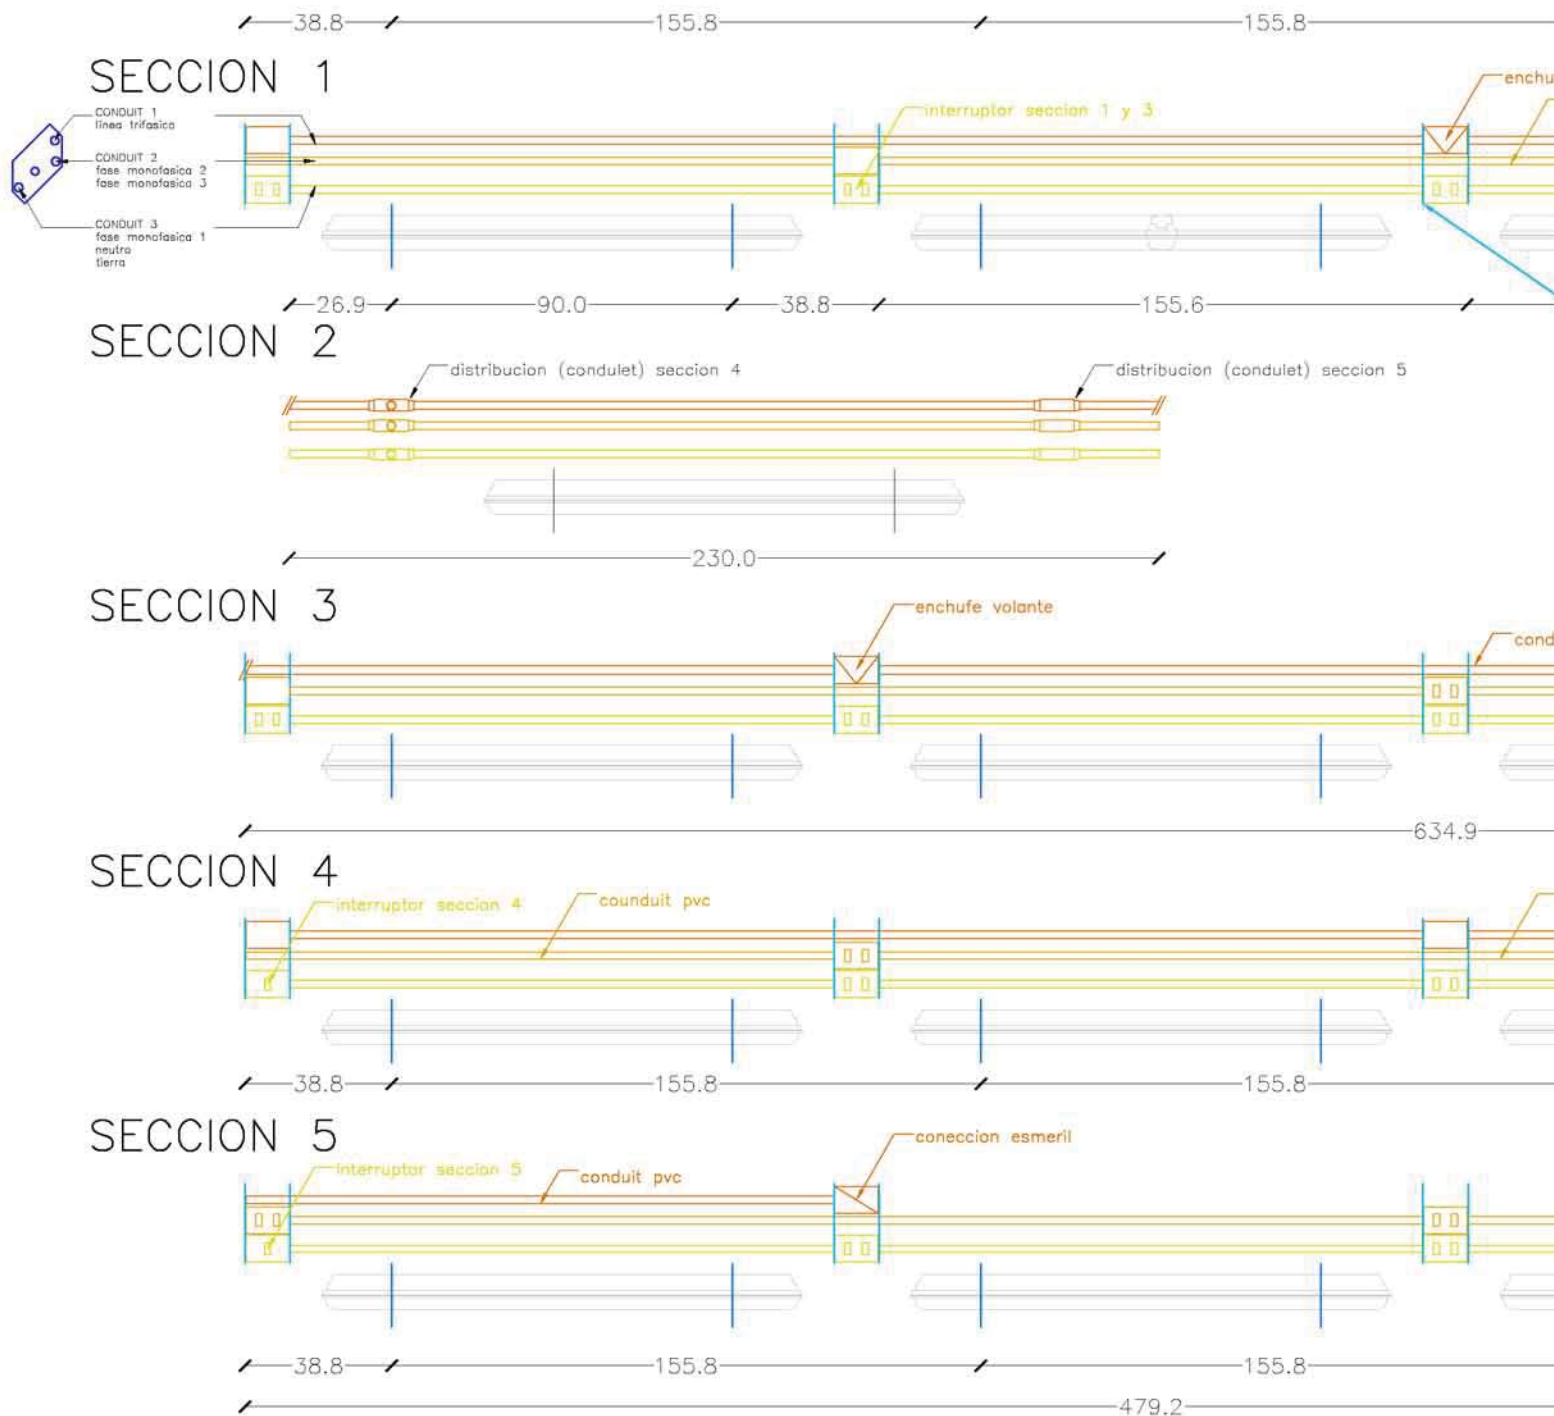 38.8 155.8 155.8
SECCION 1
enchu
CONDUIT 1
linea trifasica
interruptor seccion 1 y 3
CONDUIT 2
fase monofasica 2
fase monofasica 3
CONDUIT 3
fase monofasica 1
neutro
tierra
26.9 90.0 38.8 155.6
SECCION 2
distribucion (condulet) seccion 4
distribucion (condulet) seccion 5
230.0
SECCION 3
enchufe volante
cond
634.9
SECCION 4
interruptor seccion 4
counduit pvc
38.8 155.8 155.8
SECCION 5
coneccion esmeril
interruptor seccion 5
conduit pvc
38.8 155.8 155.8
479.2